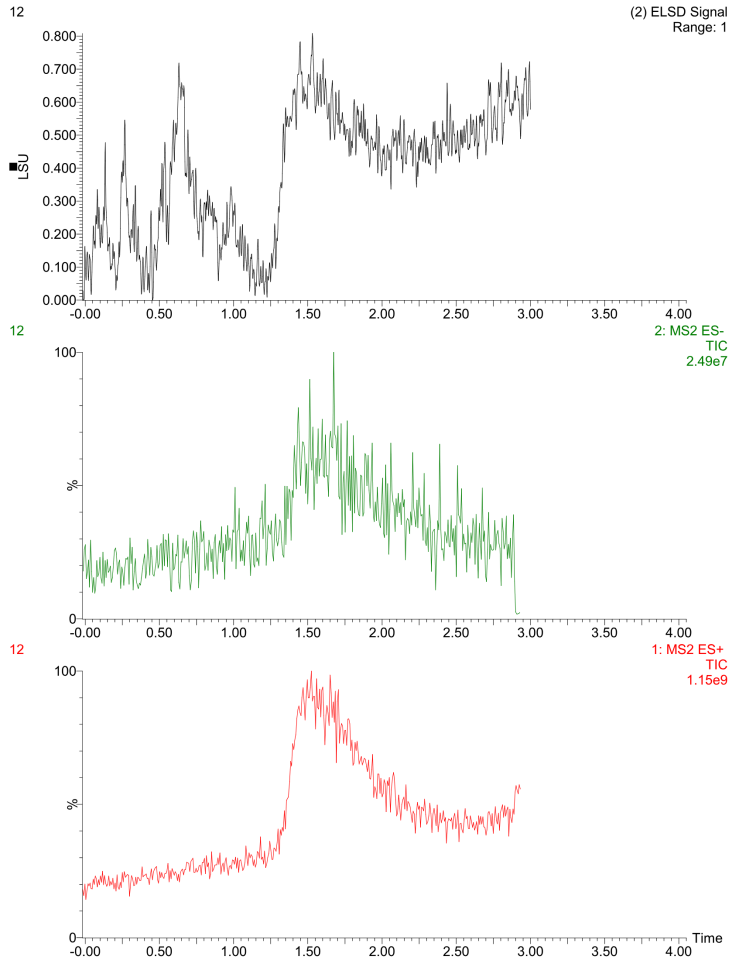 12
(2) ELSD Signal
Range: 1
0.800
0.700
0.600
0.500
0.400
0.300
0.200
0.100
0.000
LSU
-0.00 0.50 1.00 1.50 2.00 2.50 3.00 3.50 4.00
12
2: MS2 ES-
TIC
2.49e7
100
%
0
-0.00 0.50 1.00 1.50 2.00 2.50 3.00 3.50 4.00
12
1: MS2 ES+
TIC
1.15e9
100
%
0
Time
-0.00 0.50 1.00 1.50 2.00 2.50 3.00 3.50 4.00